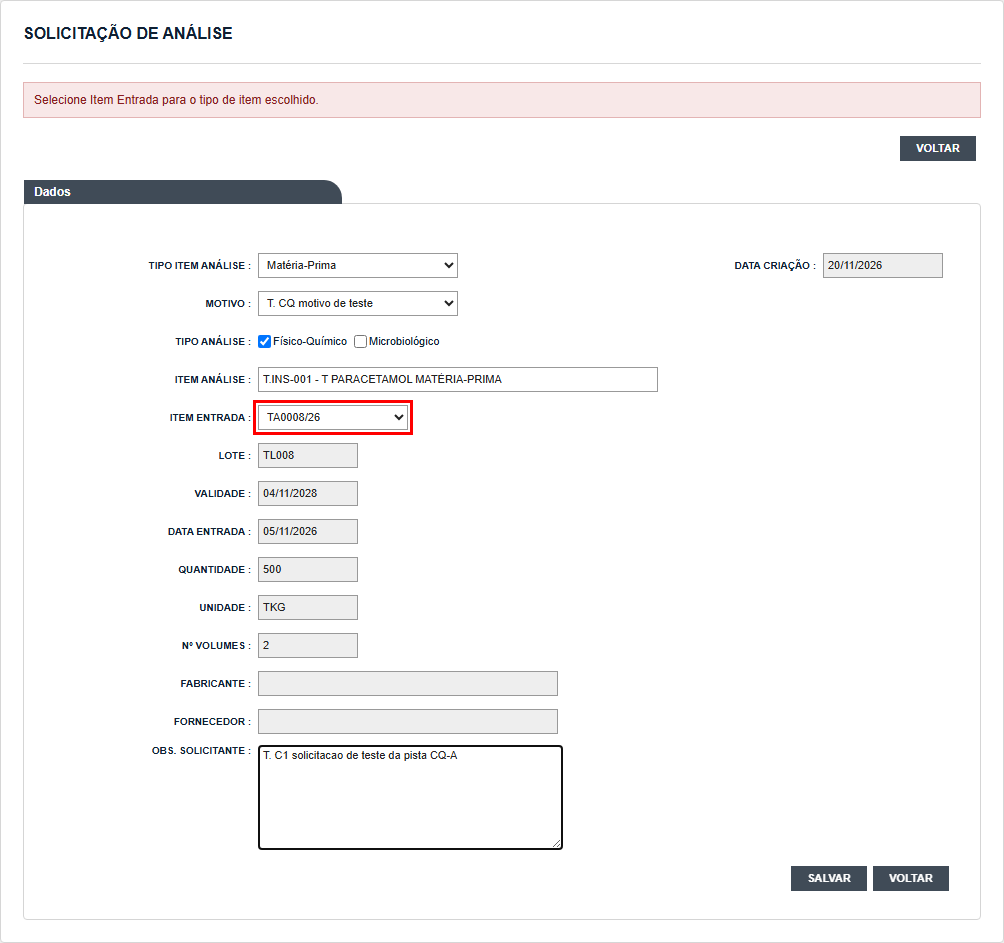 SOLICITAÇÃO DE ANÁLISE
Selecione Item Entrada para o tipo de item escolhido.
VOLTAR
Dados
TIPO ITEM ANÁLISE : Matéria-Prima DATA CRIAÇÃO : 20/11/2026
MOTIVO : T. CQ motivo de teste
TIPO ANÁLISE : Físico-Químico Microbiológico
ITEM ANÁLISE : T.INS-001 - T PARACETAMOL MATÉRIA-PRIMA
ITEM ENTRADA : TA0008/26
LOTE : TL008
VALIDADE : 04/11/2028
DATA ENTRADA : 05/11/2026
QUANTIDADE : 500
UNIDADE : TKG
Nº VOLUMES : 2
FABRICANTE :
FORNECEDOR :
OBS. SOLICITANTE : T. C1 solicitacao de teste da pista CQ-A
SALVAR VOLTAR